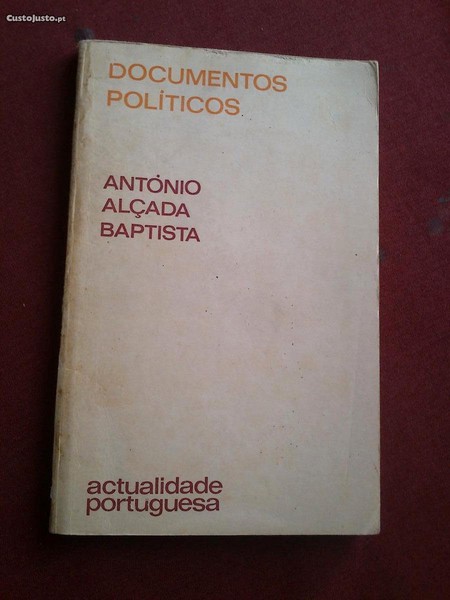 CustoJusto.pt
DOCUMENTOS
POLÍTICOS
ANTÓNIO
ALÇADA
BAPTISTA
actualidade
portuguesa